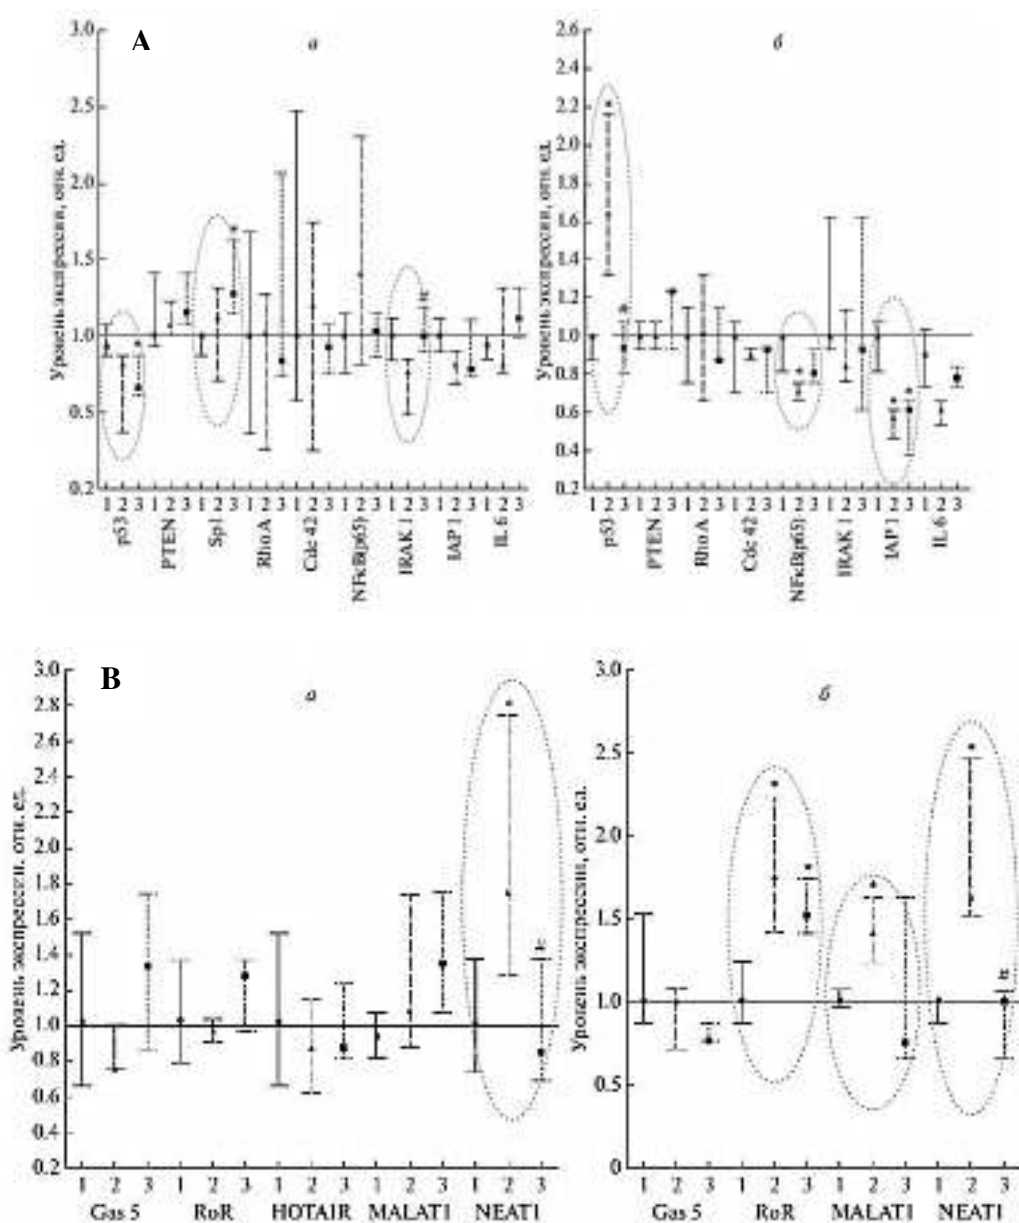 A
а
б
Уровень экспрессии, отн. ед.
3.0
2.5
2.0
1.5
1.0
0.5
0.2
1 2 3 1 2 3 1 2 3 1 2 3 1 2 3 1 2 3 1 2 3 1 2 3 1 2 3
p53
PTEN
Sp1
Rho A
Cdc 42
NFκB(p65)
IRAK 1
IAP 1
IL 6
Уровень экспрессии, отн. ед.
2.6
2.4
2.2
2.0
1.8
1.6
1.4
1.2
1.0
0.8
0.6
0.4
0.2
1 2 3 1 2 3 1 2 3 1 2 3 1 2 3 1 2 3 1 2 3 1 2 3
p53
PTEN
Rho A
Cdc 42
NFκB(p65)
IRAK 1
IAP 1
IL 6
B
а
б
Уровень экспрессии, отн. ед.
3.0
2.8
2.6
2.4
2.2
2.0
1.8
1.6
1.4
1.2
1.0
0.8
0.6
0.4
0.2
1 2 3 1 2 3 1 2 3 1 2 3 1 2 3
Gas 5 RoR HOTAIR MALAT1 NEAT1
Уровень экспрессии, отн. ед.
3.0
2.5
2.0
1.5
1.0
0.5
0
1 2 3 1 2 3 1 2 3 1 2 3
Gas 5 RoR MALAT1 NEAT1